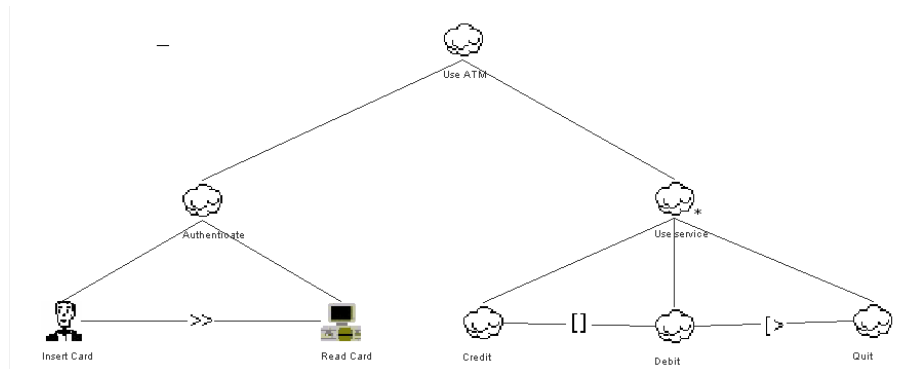 Use ATM
Authenticate
Use service
*
Insert Card
>>
Read Card
Credit
[]
Debit
[>
Quit